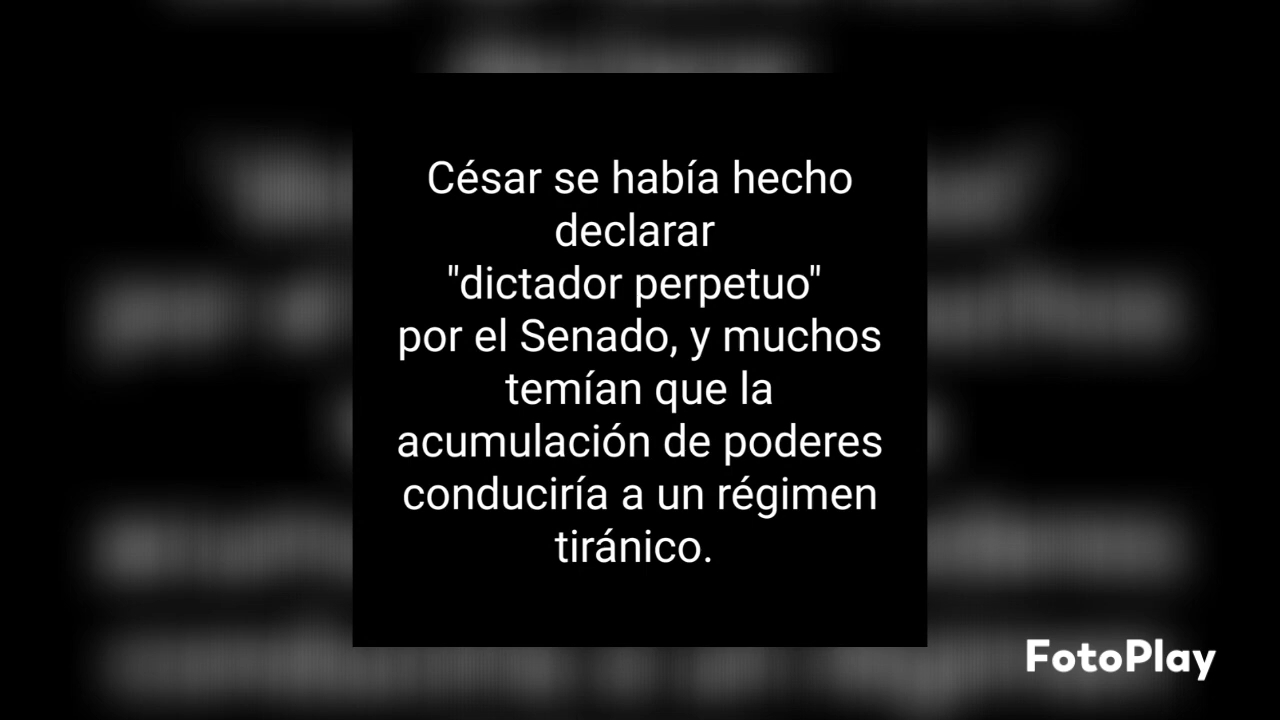 César se había hecho
declarar
"dictador perpetuo"
por el Senado, y muchos
temían que la
acumulación de poderes
conduciría a un régimen
tiránico.
FotoPlay